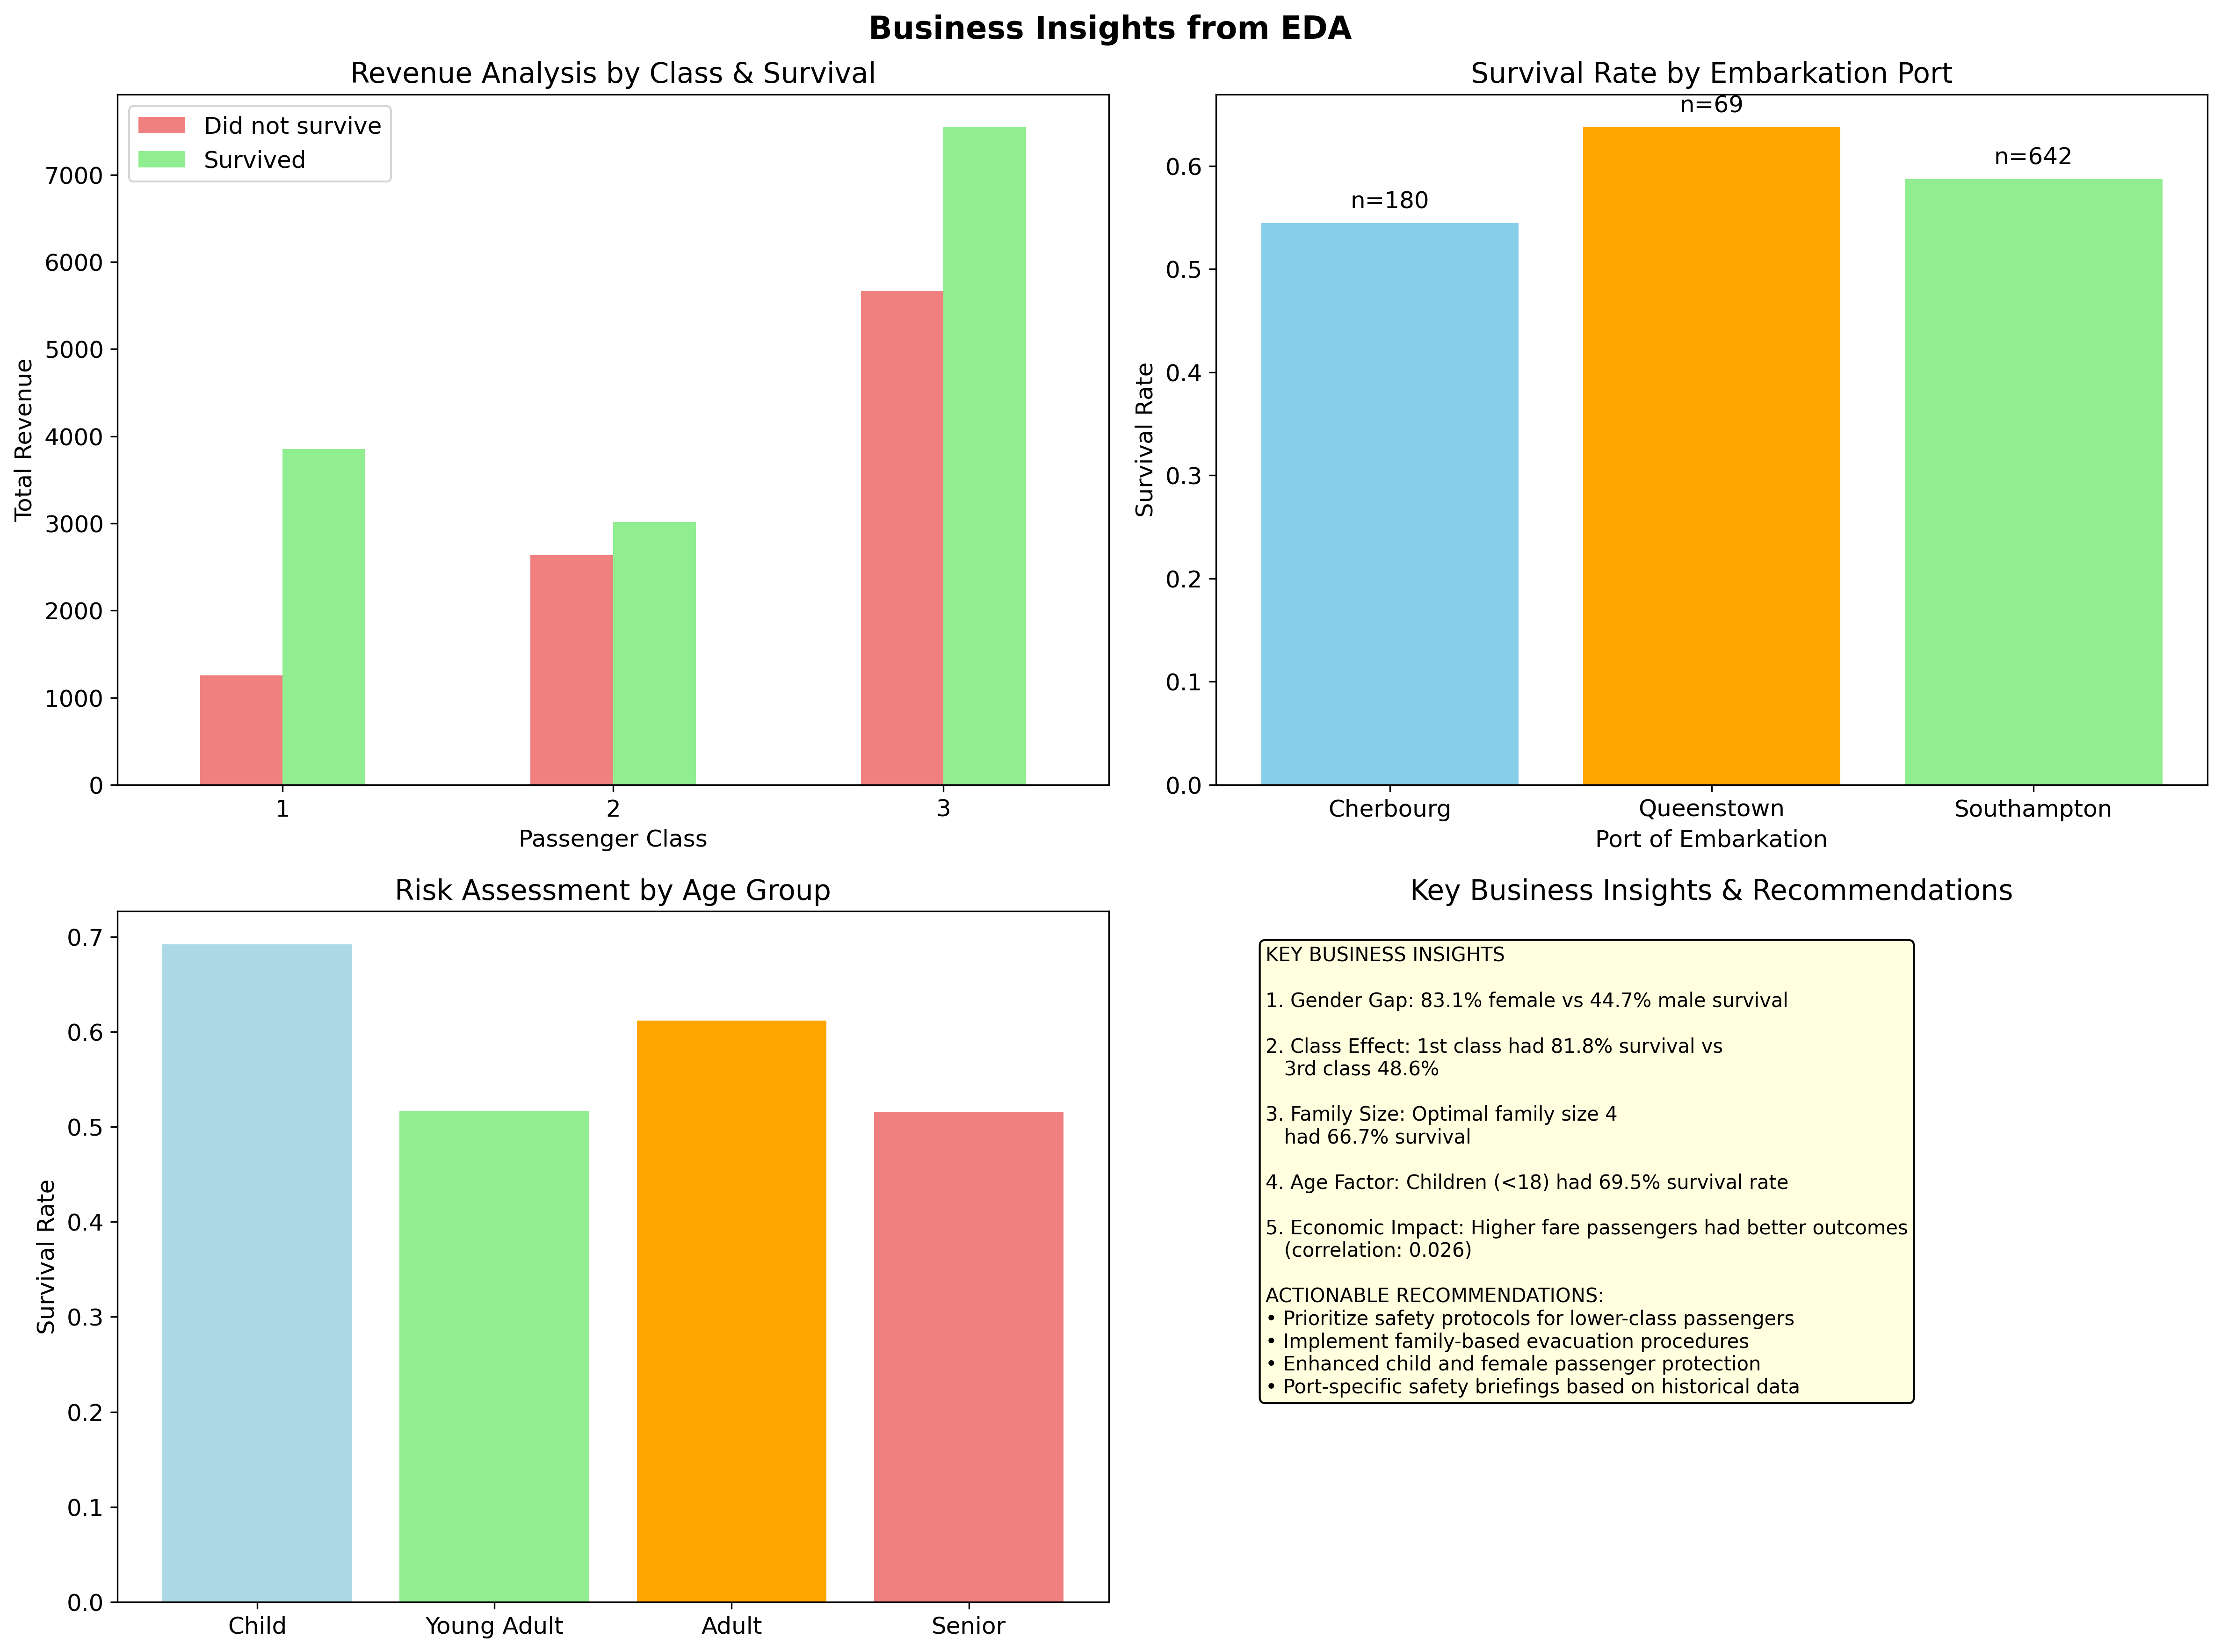 Business Insights from EDA
Revenue Analysis by Class & Survival
Did not survive
Survived
Total Revenue
7000
6000
5000
4000
3000
2000
1000
0
1 2 3
Passenger Class
Survival Rate by Embarkation Port
n=180
n=69
n=642
Survival Rate
0.6
0.5
0.4
0.3
0.2
0.1
0.0
Cherbourg Queenstown Southampton
Port of Embarkation
Risk Assessment by Age Group
Survival Rate
0.7
0.6
0.5
0.4
0.3
0.2
0.1
0.0
Child Young Adult Adult Senior
Key Business Insights & Recommendations
KEY BUSINESS INSIGHTS
1. Gender Gap: 83.1% female vs 44.7% male survival
2. Class Effect: 1st class had 81.8% survival vs
3rd class 48.6%
3. Family Size: Optimal family size 4
had 66.7% survival
4. Age Factor: Children (<18) had 69.5% survival rate
5. Economic Impact: Higher fare passengers had better outcomes
(correlation: 0.026)
ACTIONABLE RECOMMENDATIONS:
• Prioritize safety protocols for lower-class passengers
• Implement family-based evacuation procedures
• Enhanced child and female passenger protection
• Port-specific safety briefings based on historical data